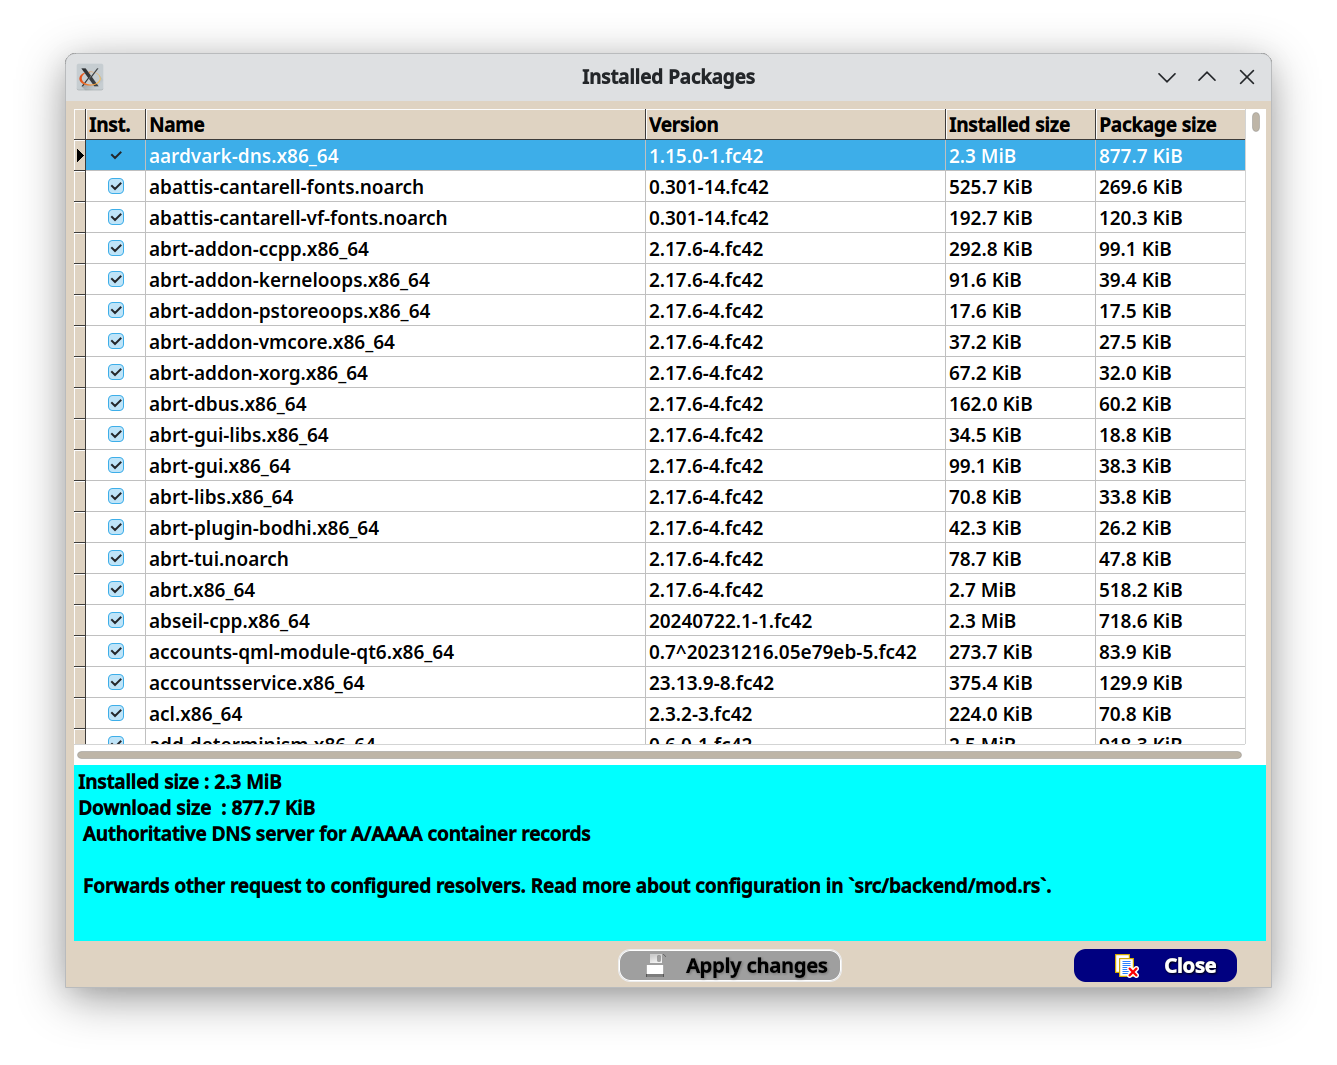 Installed Packages
Inst. Name Version Installed size Package size
aardvark-dns.x86_64 1.15.0-1.fc42 2.3 MiB 877.7 KiB
abattis-cantarell-fonts.noarch 0.301-14.fc42 525.7 KiB 269.6 KiB
abattis-cantarell-vf-fonts.noarch 0.301-14.fc42 192.7 KiB 120.3 KiB
abrt-addon-ccpp.x86_64 2.17.6-4.fc42 292.8 KiB 99.1 KiB
abrt-addon-kerneloops.x86_64 2.17.6-4.fc42 91.6 KiB 39.4 KiB
abrt-addon-pstoreoops.x86_64 2.17.6-4.fc42 17.6 KiB 17.5 KiB
abrt-addon-vmcore.x86_64 2.17.6-4.fc42 37.2 KiB 27.5 KiB
abrt-addon-xorg.x86_64 2.17.6-4.fc42 67.2 KiB 32.0 KiB
abrt-dbus.x86_64 2.17.6-4.fc42 162.0 KiB 60.2 KiB
abrt-gui-libs.x86_64 2.17.6-4.fc42 34.5 KiB 18.8 KiB
abrt-gui.x86_64 2.17.6-4.fc42 99.1 KiB 38.3 KiB
abrt-libs.x86_64 2.17.6-4.fc42 70.8 KiB 33.8 KiB
abrt-plugin-bodhi.x86_64 2.17.6-4.fc42 42.3 KiB 26.2 KiB
abrt-tui.noarch 2.17.6-4.fc42 78.7 KiB 47.8 KiB
abrt.x86_64 2.17.6-4.fc42 2.7 MiB 518.2 KiB
abseil-cpp.x86_64 20240722.1-1.fc42 2.3 MiB 718.6 KiB
accounts-qml-module-qt6.x86_64 0.7^20231216.05e79eb-5.fc42 273.7 KiB 83.9 KiB
accountsservice.x86_64 23.13.9-8.fc42 375.4 KiB 129.9 KiB
acl.x86_64 2.3.2-3.fc42 224.0 KiB 70.8 KiB
add-determinism.x86_64
Installed size : 2.3 MiB
Download size : 877.7 KiB
Authoritative DNS server for A/AAAA container records
Forwards other request to configured resolvers. Read more about configuration in `src/backend/mod.rs`.
Apply changes
Close